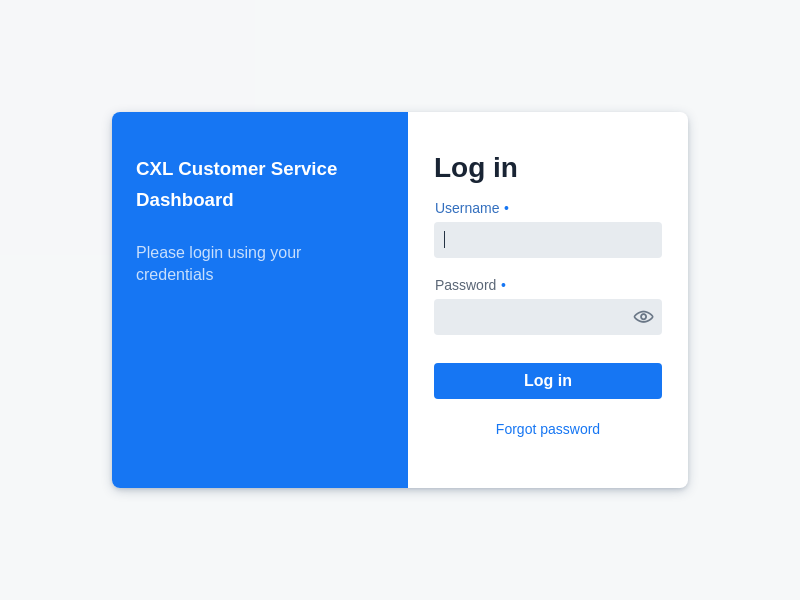 CXL Customer Service
Dashboard
Please login using your
credentials
Log in
Username •
Password •
Log in
Forgot password